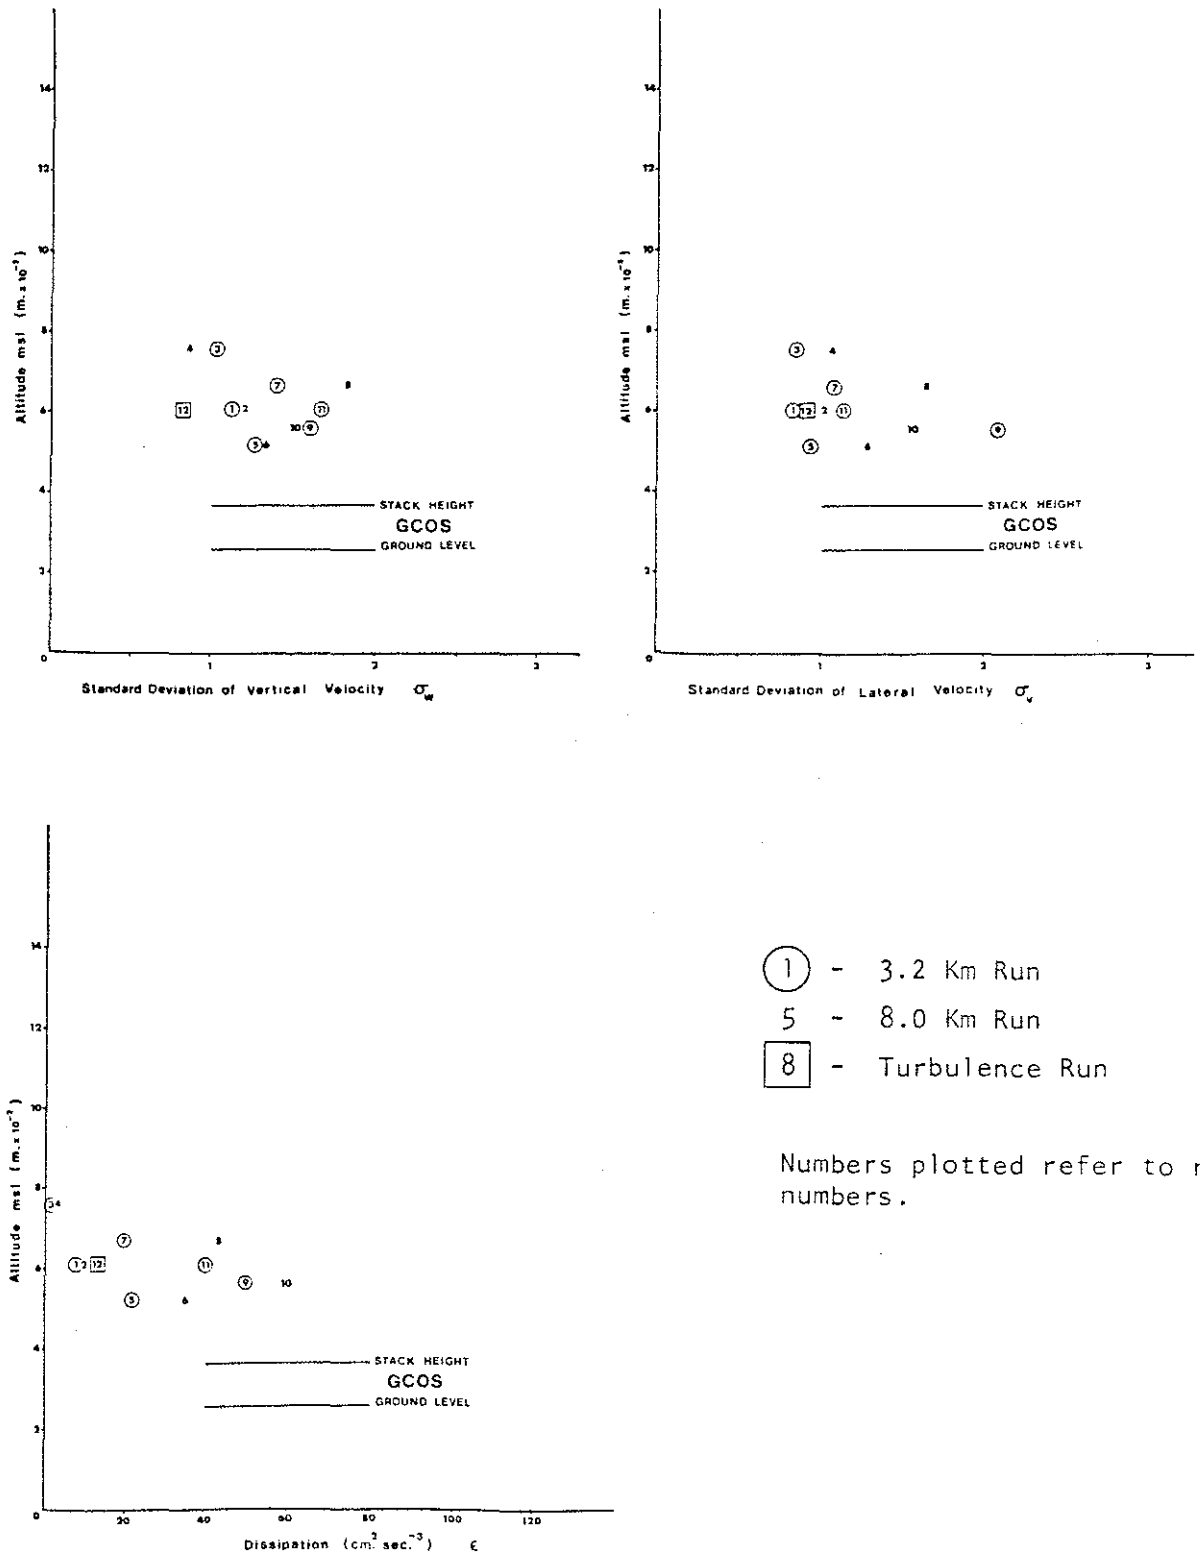 14
12
10
8
6
4
2
0
Altitude msl (m. x 10⁻²)
4 3
7 8
12 1 2 11
10 9
5 6
STACK HEIGHT
GCOS
GROUND LEVEL
1 2 3
Standard Deviation of Vertical Velocity σw
14
12
10
8
6
4
2
0
Altitude msl (m. x 10⁻²)
3 4
7 8
1 12 2 11
10 9
5 6
STACK HEIGHT
GCOS
GROUND LEVEL
1 2 3
Standard Deviation of Lateral Velocity σv
14
12
10
8
6
4
2
0
Altitude msl (m. x 10⁻²)
3 4
7 8
1 2 12 11
9 10
5 6
STACK HEIGHT
GCOS
GROUND LEVEL
20 40 60 80 100 120
Dissipation (cm.² sec.⁻³) ε
1 - 3.2 Km Run
5 - 8.0 Km Run
8 - Turbulence Run
Numbers plotted refer to
numbers.